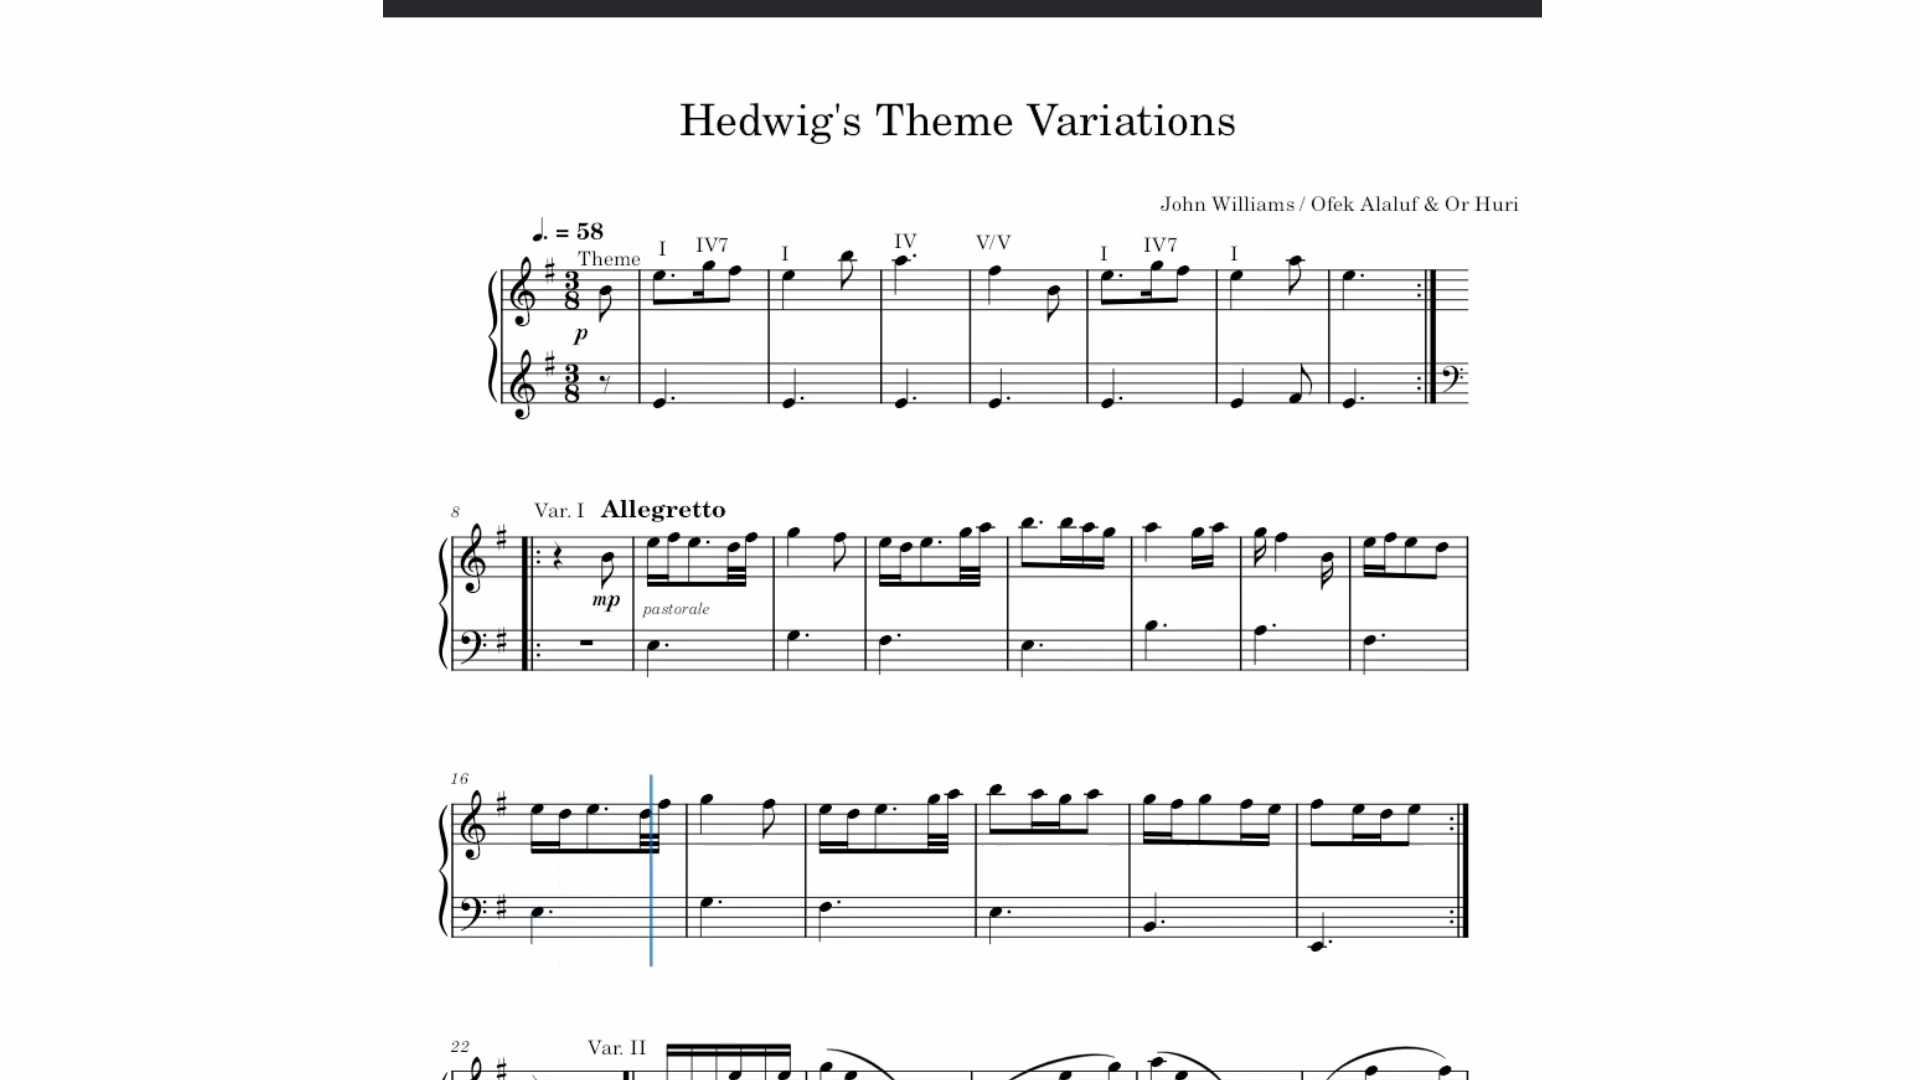 Hedwig's Theme Variations
John Williams / Ofek Alaluf & Or Huri
♩. = 58
Theme I IV7 I IV V/V I IV7 I
3 8
p
3 8
8 Var. I Allegretto
mp pastorale
16
22 Var. II